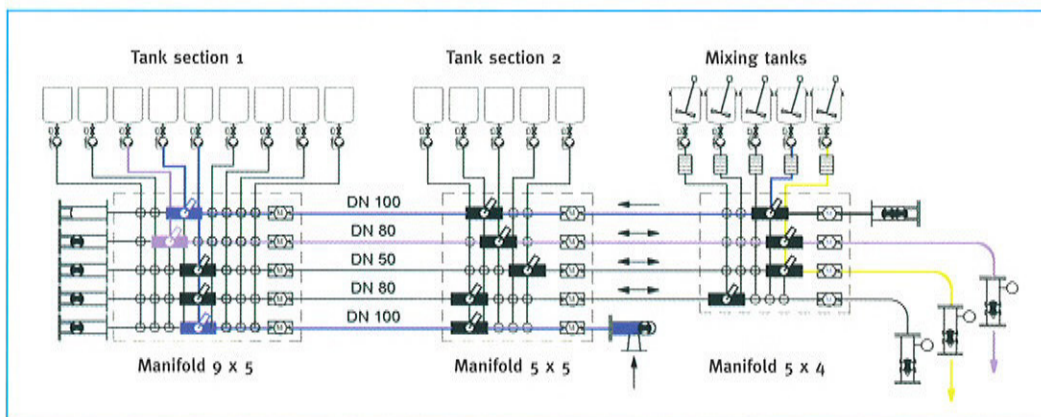 Tank section 1
Tank section 2
Mixing tanks
DN 100
DN 80
DN 50
DN 80
DN 100
M
M
M
M
M
M
M
M
M
M
Manifold 9 x 5
Manifold 5 x 5
Manifold 5 x 4